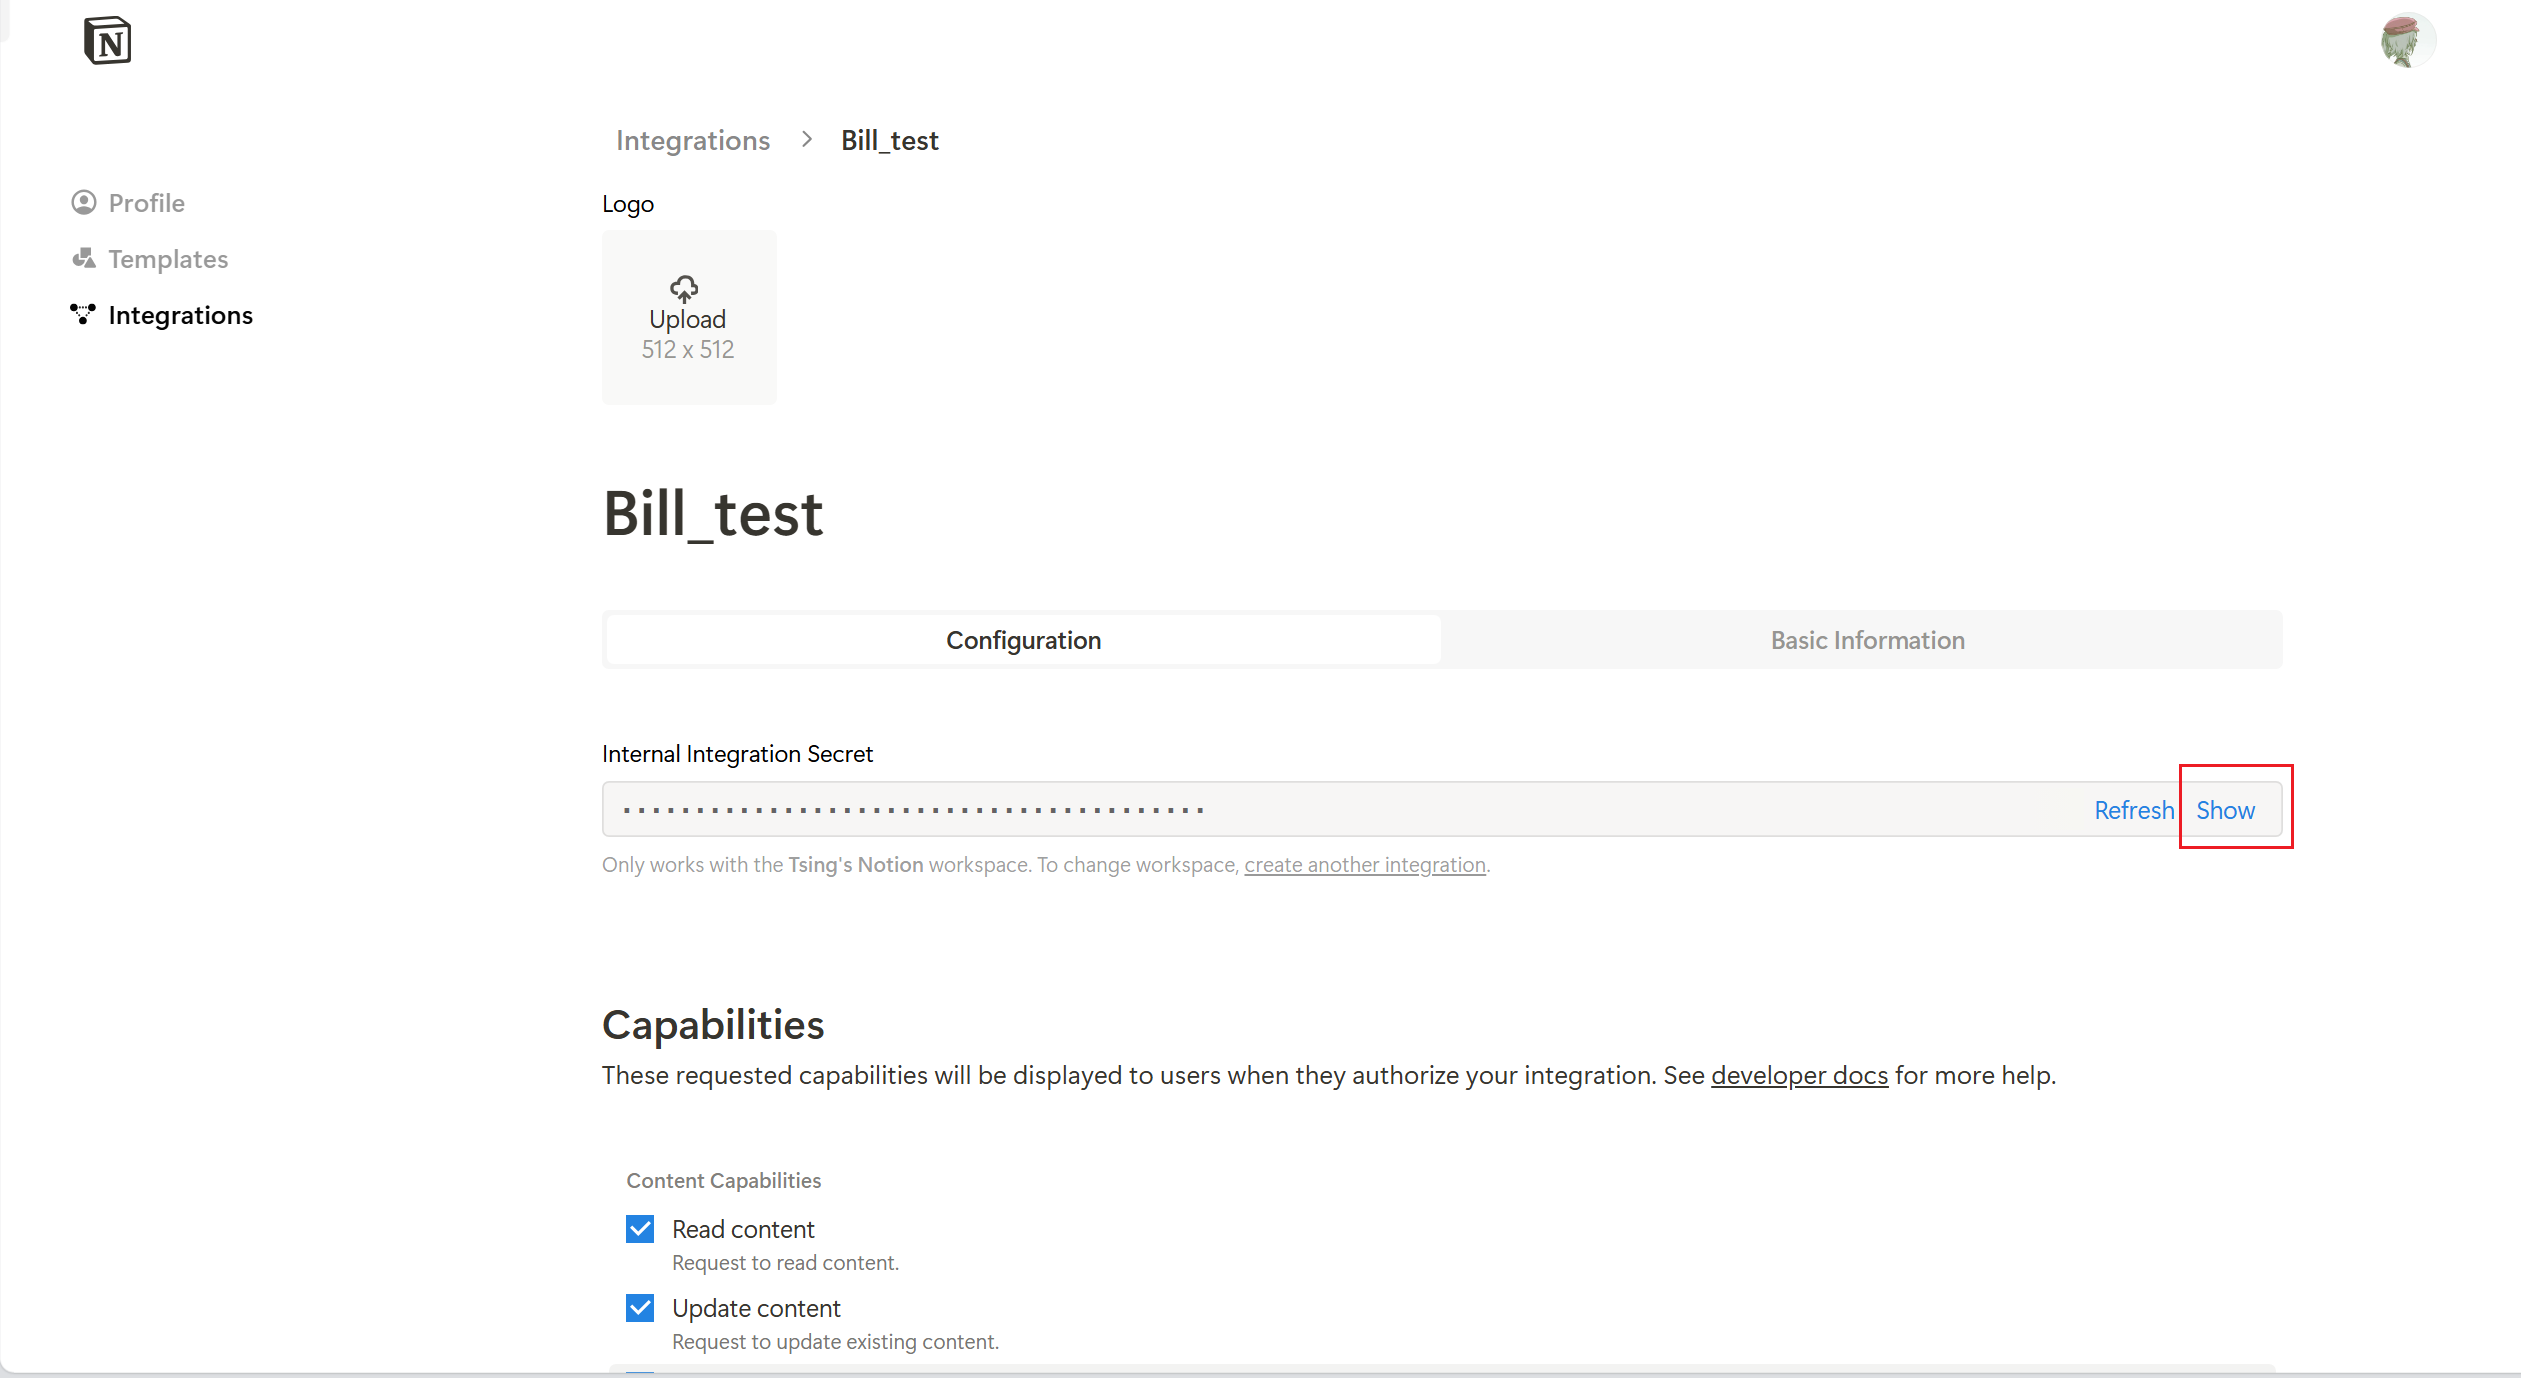 N
Integrations > Bill_test
Profile
Templates
Integrations
Logo
Upload
512 x 512
Bill_test
Configuration Basic Information
Internal Integration Secret
Refresh Show
Only works with the Tsing's Notion workspace. To change workspace, create another integration.
Capabilities
These requested capabilities will be displayed to users when they authorize your integration. See developer docs for more help.
Content Capabilities
Read content
Request to read content.
Update content
Request to update existing content.